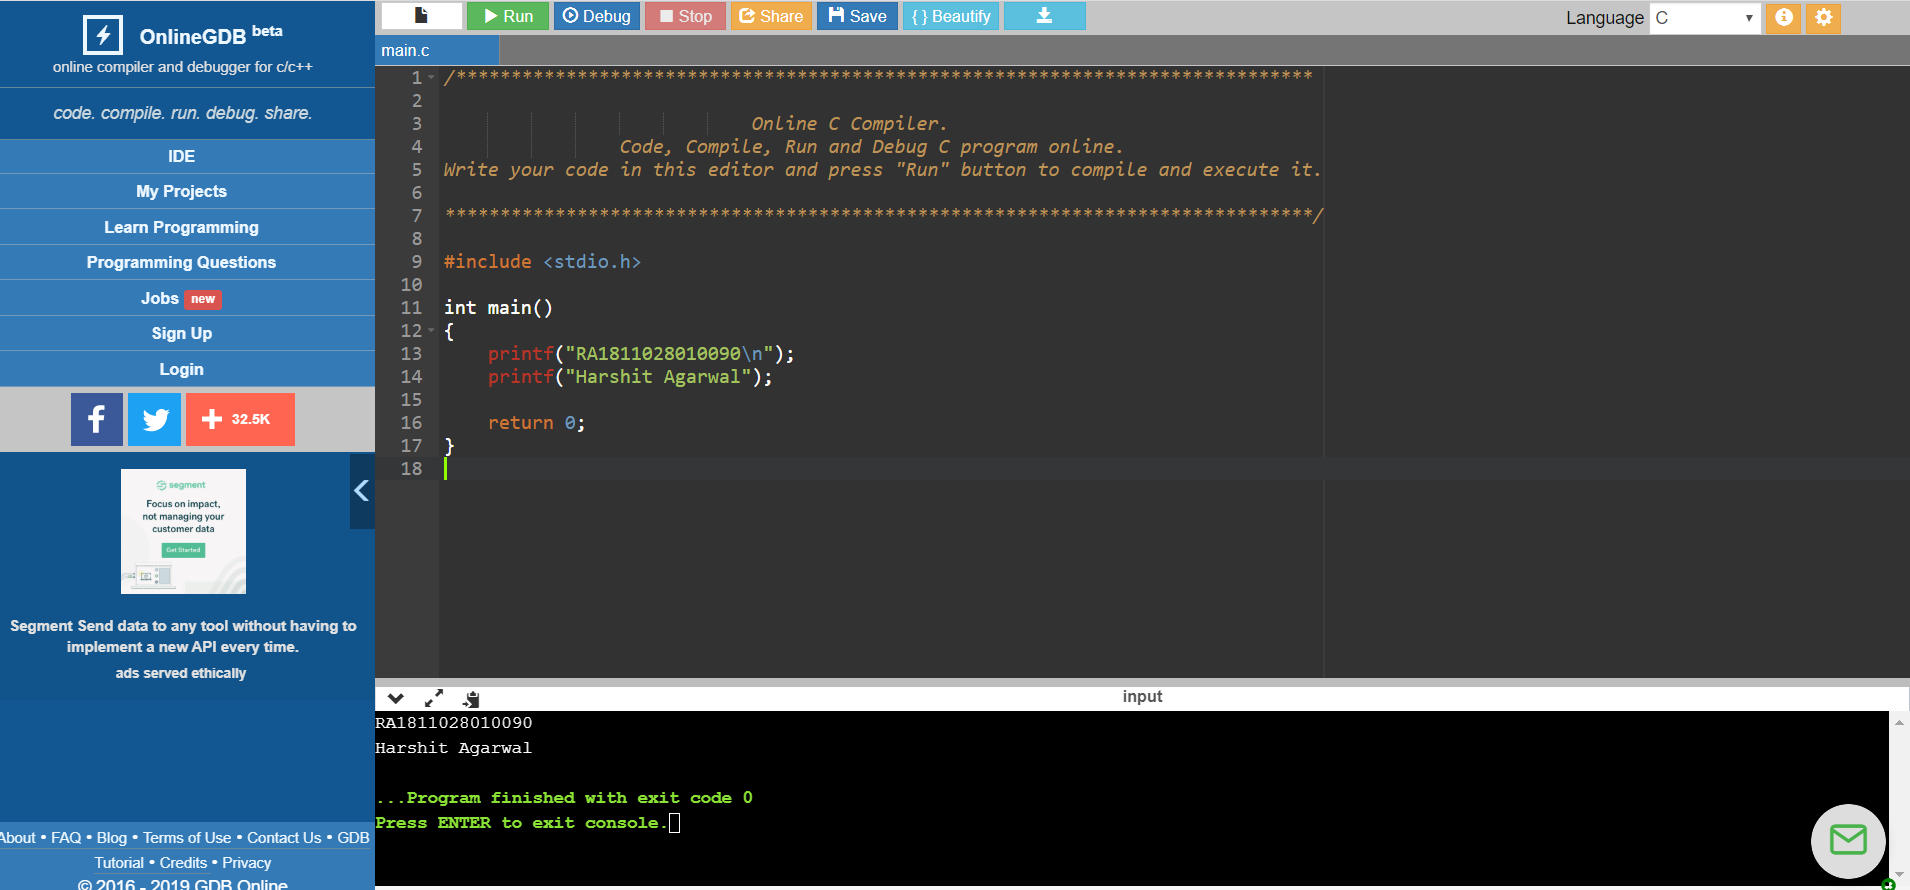 OnlineGDB beta
online compiler and debugger for c/c++
code. compile. run. debug. share.
IDE
My Projects
Learn Programming
Programming Questions
Jobs new
Sign Up
Login
32.5K
segment
Focus on impact,
not managing your
customer data
Get Started
Segment Send data to any tool without having to
implement a new API every time.
ads served ethically
About • FAQ • Blog • Terms of Use • Contact Us • GDB
Tutorial • Credits • Privacy
© 2016 - 2019 GDB Online
Run Debug Stop Share Save { } Beautify
Language C
main.c
1 /******************************************************************************
2
3 Online C Compiler.
4 Code, Compile, Run and Debug C program online.
5 Write your code in this editor and press "Run" button to compile and execute it.
6
7 *******************************************************************************/
8
9 #include <stdio.h>
10
11 int main()
12 {
13 printf("RA1811028010090\n");
14 printf("Harshit Agarwal");
15
16 return 0;
17 }
18
input
RA1811028010090
Harshit Agarwal
...Program finished with exit code 0
Press ENTER to exit console.